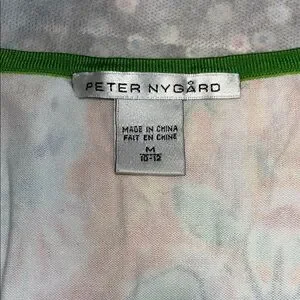 PETER NYGÅRD
MADE IN CHINA
FAIT EN CHINE
M
10-12